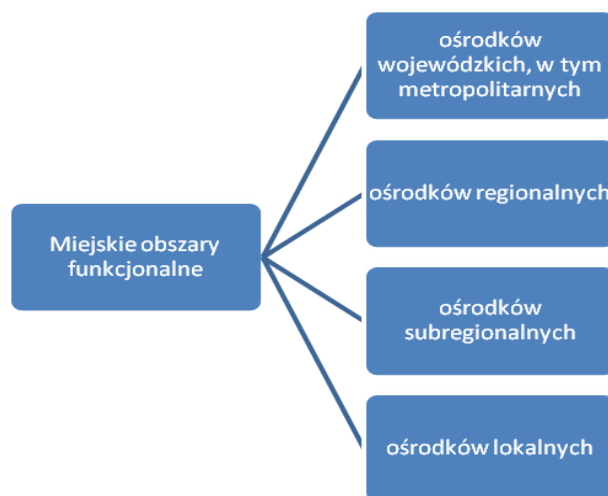 ośrodków
wojewódzkich, w tym
metropolitarnych
ośrodków regionalnych
Miejskie obszary
funkcjonalne
ośrodków
subregionalnych
ośrodków lokalnych